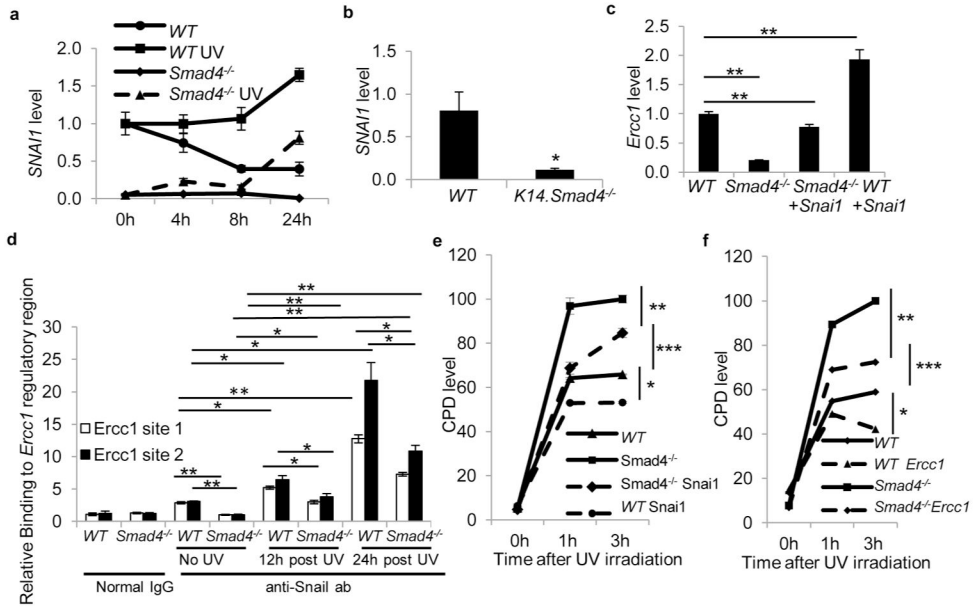 a
WT
WT UV
Smad4-/-
Smad4-/- UV
SNAI1 level
2.0
1.5
1.0
0.5
0.0
0h 4h 8h 24h
b
SNAI1 level
1.5
1.0
0.5
0.0
*
WT K14.Smad4-/-
c
Ercc1 level
3.0
2.5
2.0
1.5
1.0
0.5
0.0
**
**
**
WT Smad4-/- Smad4-/- WT
+Snai1 +Snai1
d
Relative Binding to Ercc1 regulatory region
30
25
20
15
10
5
0
**
**
**
* *
* *
*
**
*
** *
** *
Ercc1 site 1
Ercc1 site 2
WT Smad4-/- WT Smad4-/- WT Smad4-/- WT Smad4-/-
No UV 12h post UV 24h post UV
Normal IgG anti-Snail ab
e
CPD level
120
100
80
60
40
20
0
**
***
*
WT
Smad4-/-
Smad4-/- Snai1
WT Snai1
0h 1h 3h
Time after UV irradiation
f
CPD level
120
100
80
60
40
20
0
**
***
*
WT
WT Ercc1
Smad4-/-
Smad4-/-Ercc1
0h 1h 3h
Time after UV irradiation